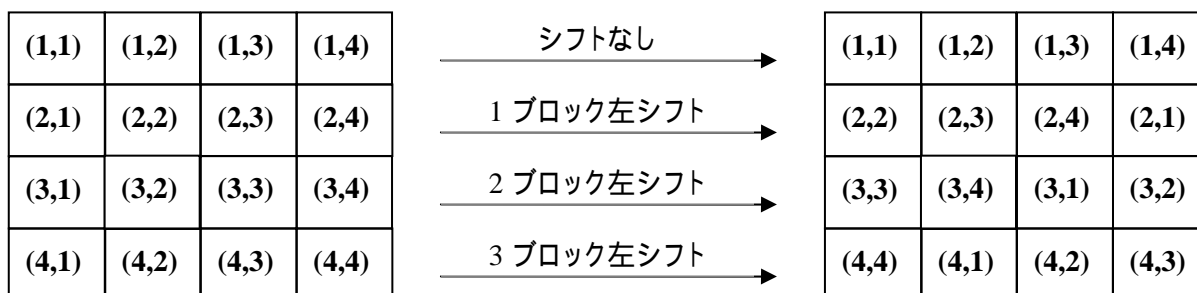 (1,1) (1,2) (1,3) (1,4) シフトなし (1,1) (1,2) (1,3) (1,4)
(2,1) (2,2) (2,3) (2,4) 1 ブロック左シフト (2,2) (2,3) (2,4) (2,1)
(3,1) (3,2) (3,3) (3,4) 2 ブロック左シフト (3,3) (3,4) (3,1) (3,2)
(4,1) (4,2) (4,3) (4,4) 3 ブロック左シフト (4,4) (4,1) (4,2) (4,3)